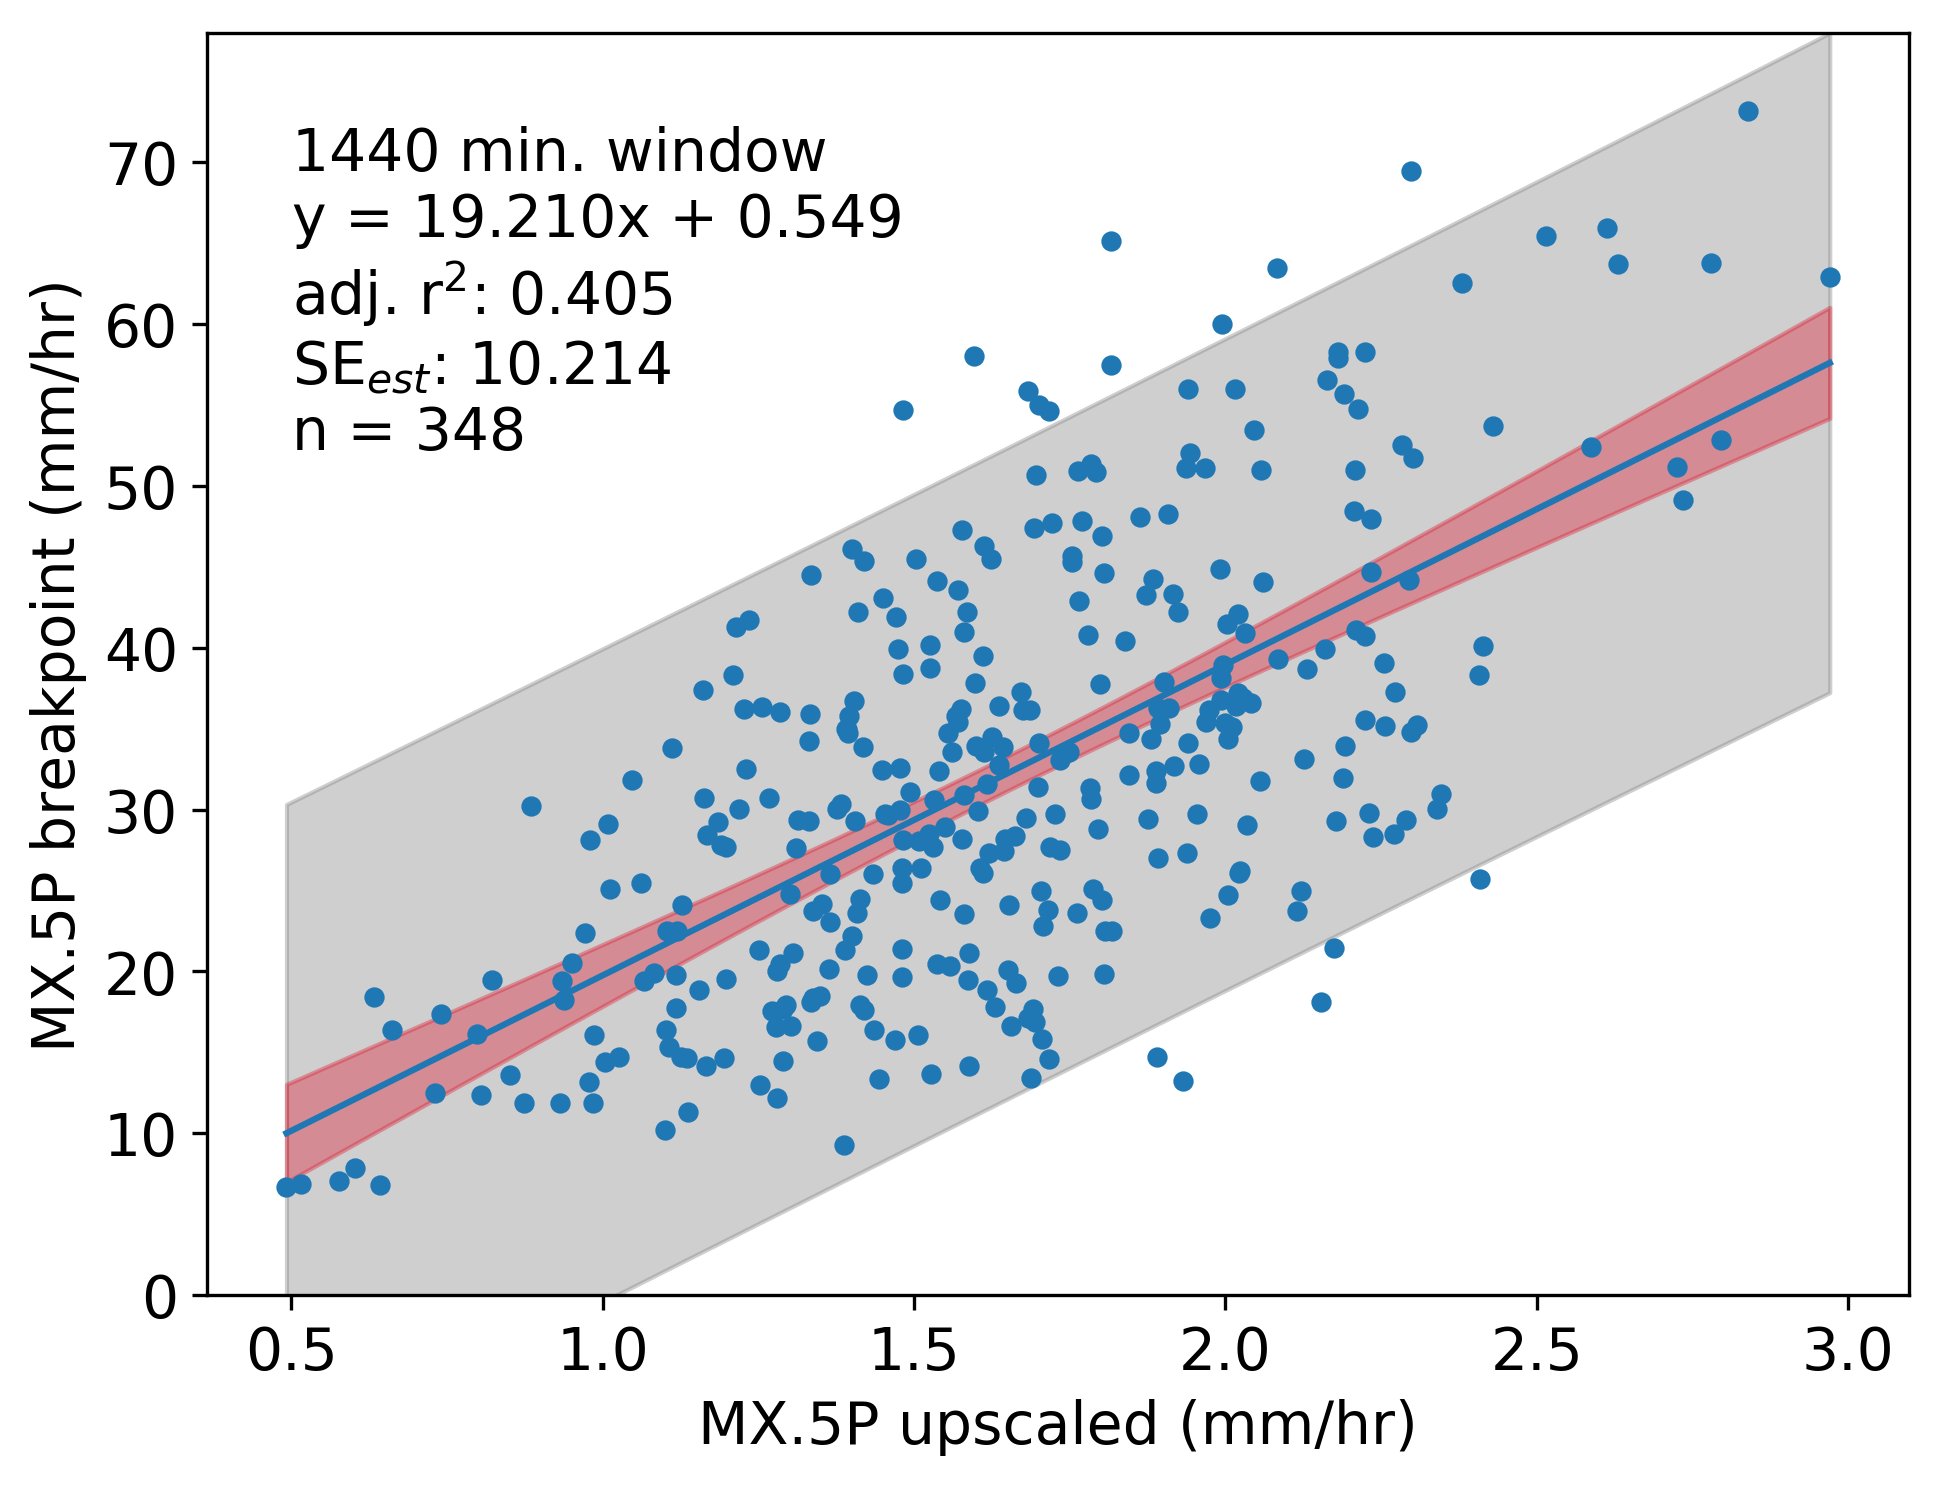 1440 min. window
y = 19.210x + 0.549
adj. r²: 0.405
SEₑₛₜ: 10.214
n = 348
MX.5P breakpoint (mm/hr)
70
60
50
40
30
20
10
0
0.5 1.0 1.5 2.0 2.5 3.0
MX.5P upscaled (mm/hr)